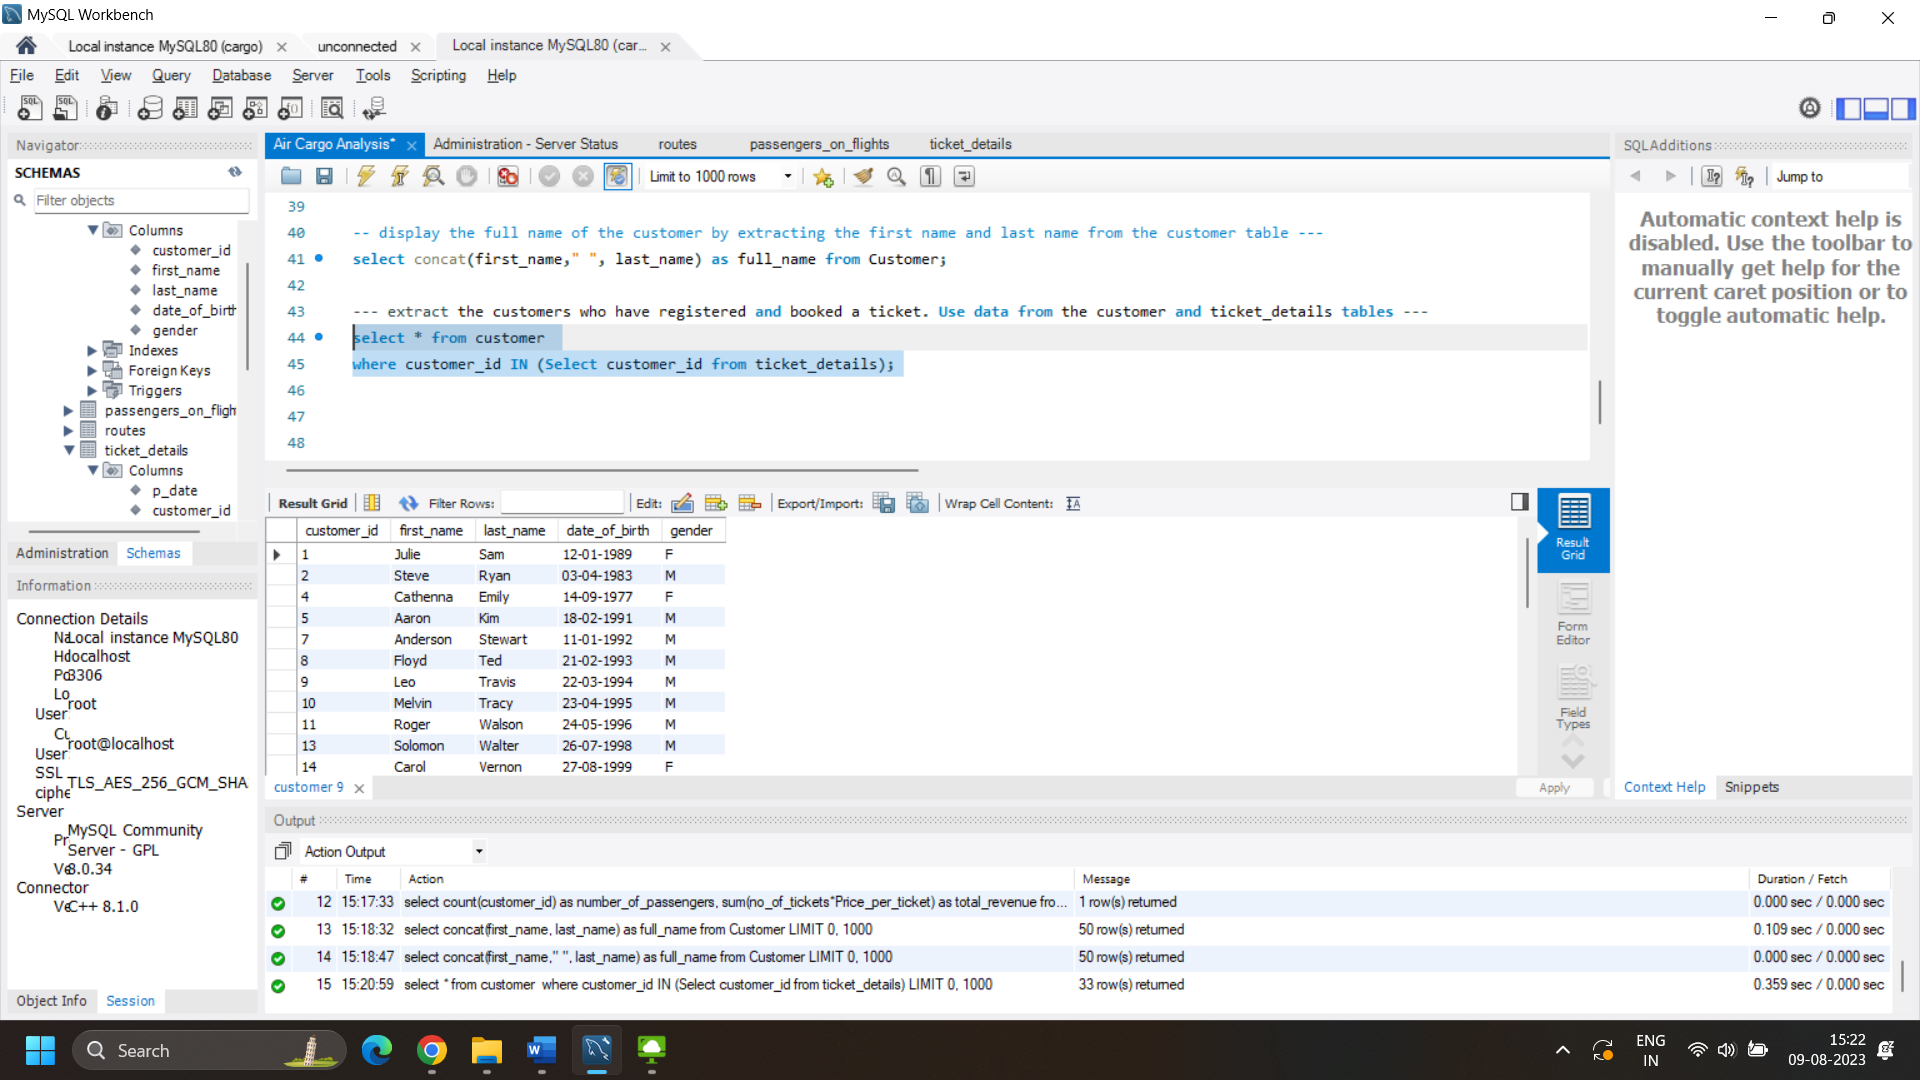 MySQL Workbench
Local instance MySQL80 (cargo)
unconnected
Local instance MySQL80 (car...
File Edit View Query Database Server Tools Scripting Help
Navigator
SCHEMAS
Filter objects
Columns
customer_id
first_name
last_name
date_of_birth
gender
Indexes
Foreign Keys
Triggers
passengers_on_fligh
routes
ticket_details
Columns
p_date
customer_id
Administration Schemas
Information
Connection Details
Local instance MySQL80
localhost
3306
root
User
root@localhost
User
SSL
TLS_AES_256_GCM_SHA
ciphe
Server
MySQL Community
Server - GPL
8.0.34
Connector
C++ 8.1.0
Object Info Session
Air Cargo Analysis* Administration - Server Status routes passengers_on_flights ticket_details
Limit to 1000 rows
39
40 -- display the full name of the customer by extracting the first name and last name from the customer table ---
41 select concat(first_name," ", last_name) as full_name from Customer;
42
43 --- extract the customers who have registered and booked a ticket. Use data from the customer and ticket_details tables ---
44 select * from customer
45 where customer_id IN (Select customer_id from ticket_details);
46
47
48
Result Grid Filter Rows: Edit: Export/Import: Wrap Cell Content:
customer_id first_name last_name date_of_birth gender
1 Julie Sam 12-01-1989 F
2 Steve Ryan 03-04-1983 M
4 Cathenna Emily 14-09-1977 F
5 Aaron Kim 18-02-1991 M
7 Anderson Stewart 11-01-1992 M
8 Floyd Ted 21-02-1993 M
9 Leo Travis 22-03-1994 M
10 Melvin Tracy 23-04-1995 M
11 Roger Walson 24-05-1996 M
13 Solomon Walter 26-07-1998 M
14 Carol Vernon 27-08-1999 F
customer 9
Apply
Result
Grid
Form
Editor
Field
Types
SQLAdditions
Jump to
Automatic context help is
disabled. Use the toolbar to
manually get help for the
current caret position or to
toggle automatic help.
Context Help Snippets
Output
Action Output
# Time Action Message Duration / Fetch
12 15:17:33 select count(customer_id) as number_of_passengers, sum(no_of_tickets*Price_per_ticket) as total_revenue fro... 1 row(s) returned 0.000 sec / 0.000 sec
13 15:18:32 select concat(first_name, last_name) as full_name from Customer LIMIT 0, 1000 50 row(s) returned 0.109 sec / 0.000 sec
14 15:18:47 select concat(first_name," ", last_name) as full_name from Customer LIMIT 0, 1000 50 row(s) returned 0.000 sec / 0.000 sec
15 15:20:59 select * from customer where customer_id IN (Select customer_id from ticket_details) LIMIT 0, 1000 33 row(s) returned 0.359 sec / 0.000 sec
Search
ENG
IN
15:22
09-08-2023